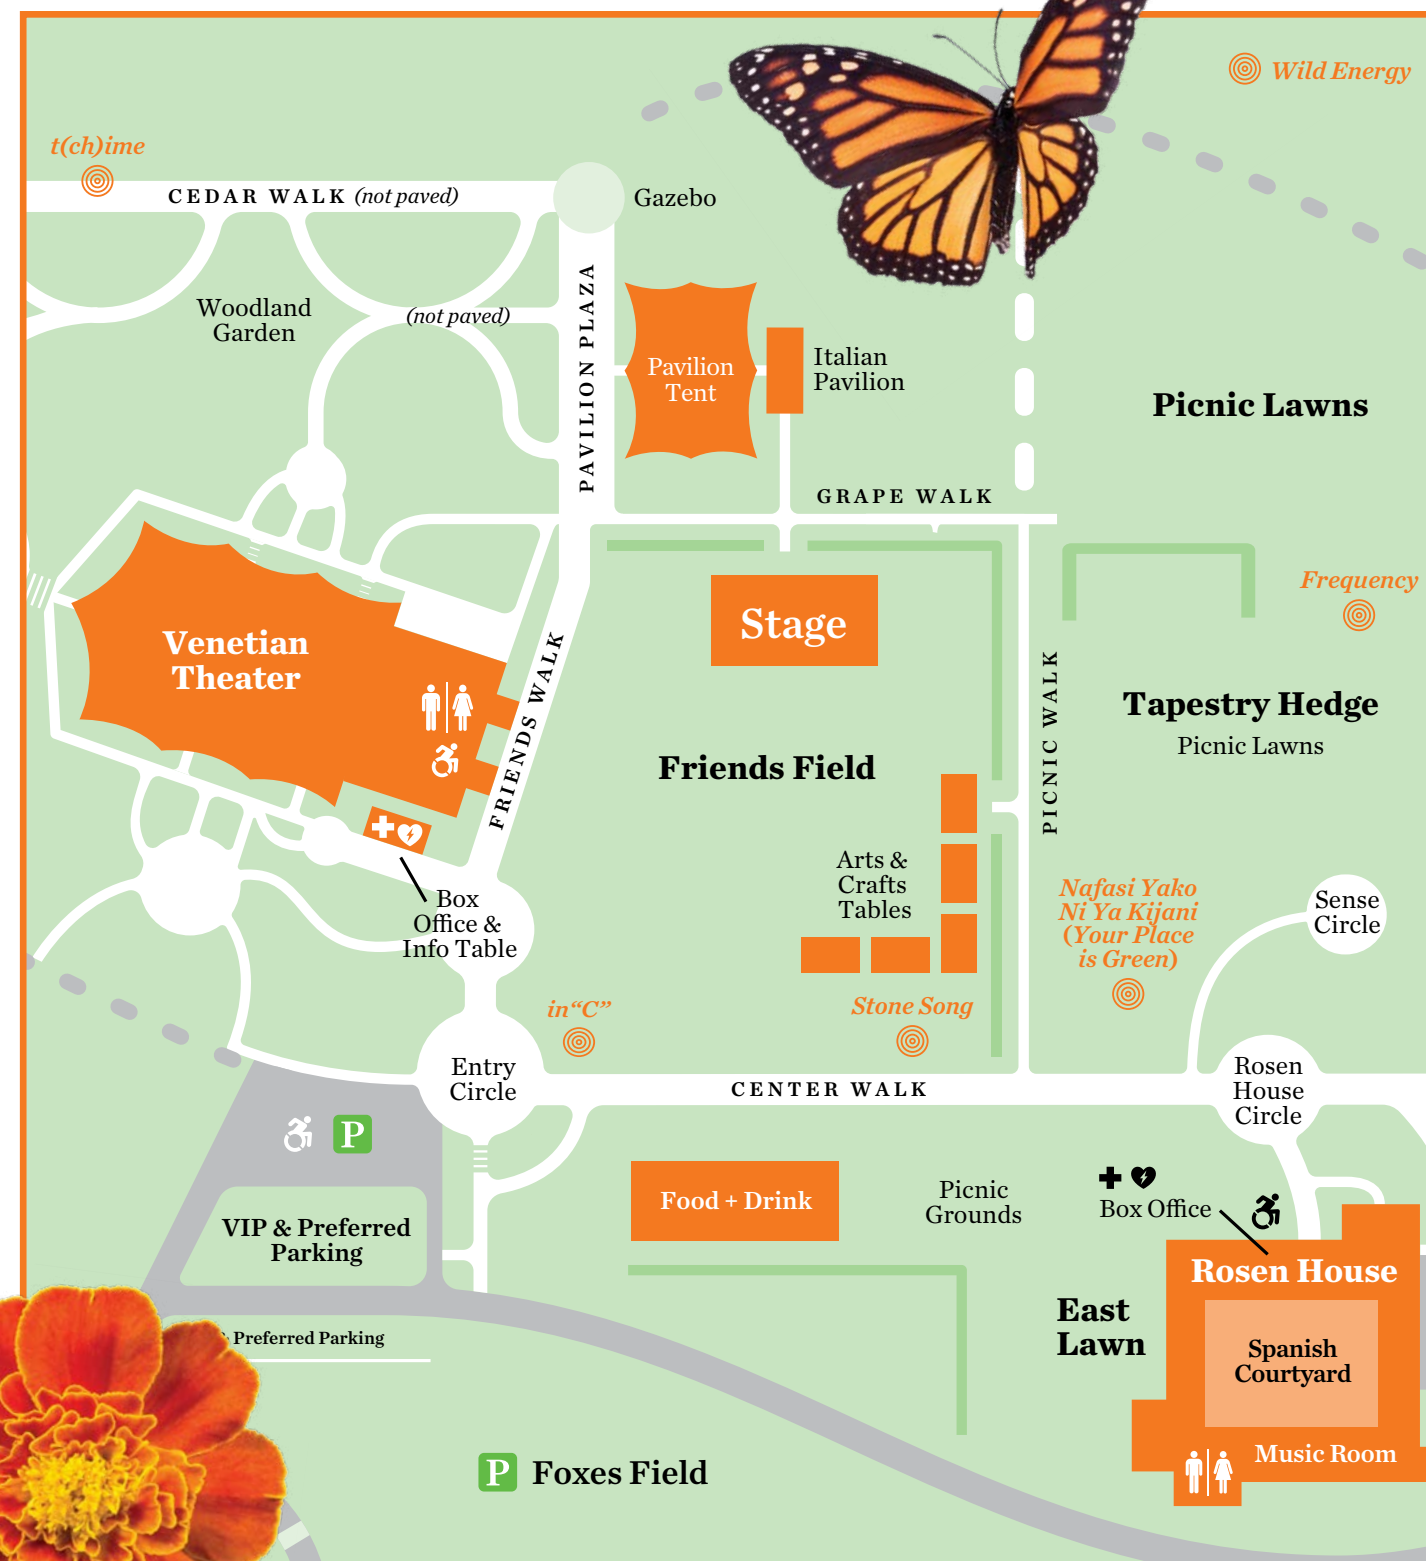 Wild Energy
t(ch)ime
CEDAR WALK (not paved)
Gazebo
Woodland
Garden
(not paved)
PAVILION PLAZA
Pavilion
Tent
Italian
Pavilion
Picnic Lawns
GRAPE WALK
Frequency
Stage
Venetian
Theater
FRIENDS WALK
PICNIC WALK
Tapestry Hedge
Picnic Lawns
Friends Field
Arts &
Crafts
Tables
Box
Office &
Info Table
Nafasi Yako
Ni Ya Kijani
(Your Place
is Green)
Sense
Circle
in“C”
Stone Song
Entry
Circle
CENTER WALK
Rosen
House
Circle
P
Food + Drink
Picnic
Grounds
Box Office
VIP & Preferred
Parking
Rosen House
East
Lawn
Spanish
Courtyard
Preferred Parking
Music Room
P Foxes Field